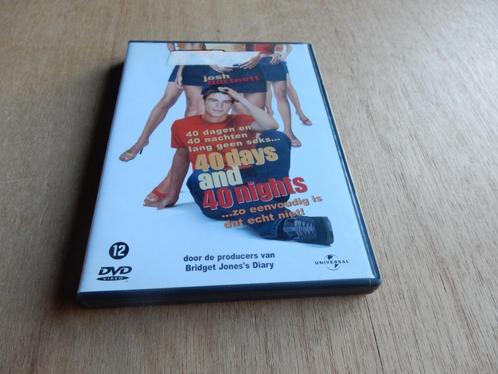 josh
hartnett
40 dagen en
40 nachten
lang geen seks...
40 days
and
40 nights
...zo eenvoudig is
dat echt niet!
12
DVD
VIDEO
door de producers van
Bridget Jones's Diary
UNIVERSAL